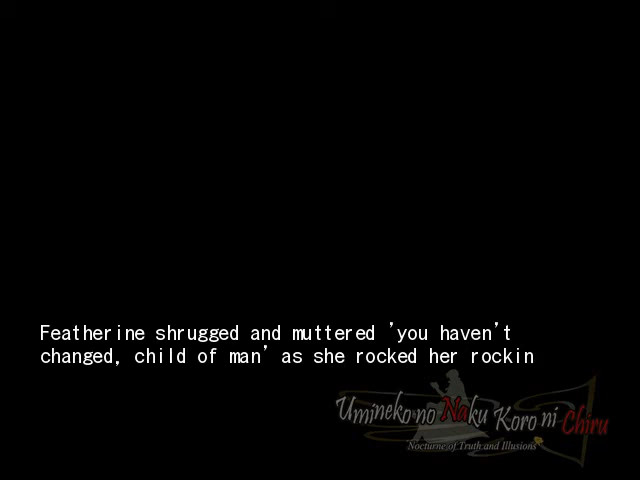 Featherine shrugged and muttered 'you haven't
changed, child of man' as she rocked her rockin
Umineko no Naku Koro ni Chiru
Nocturne of Truth and Illusions